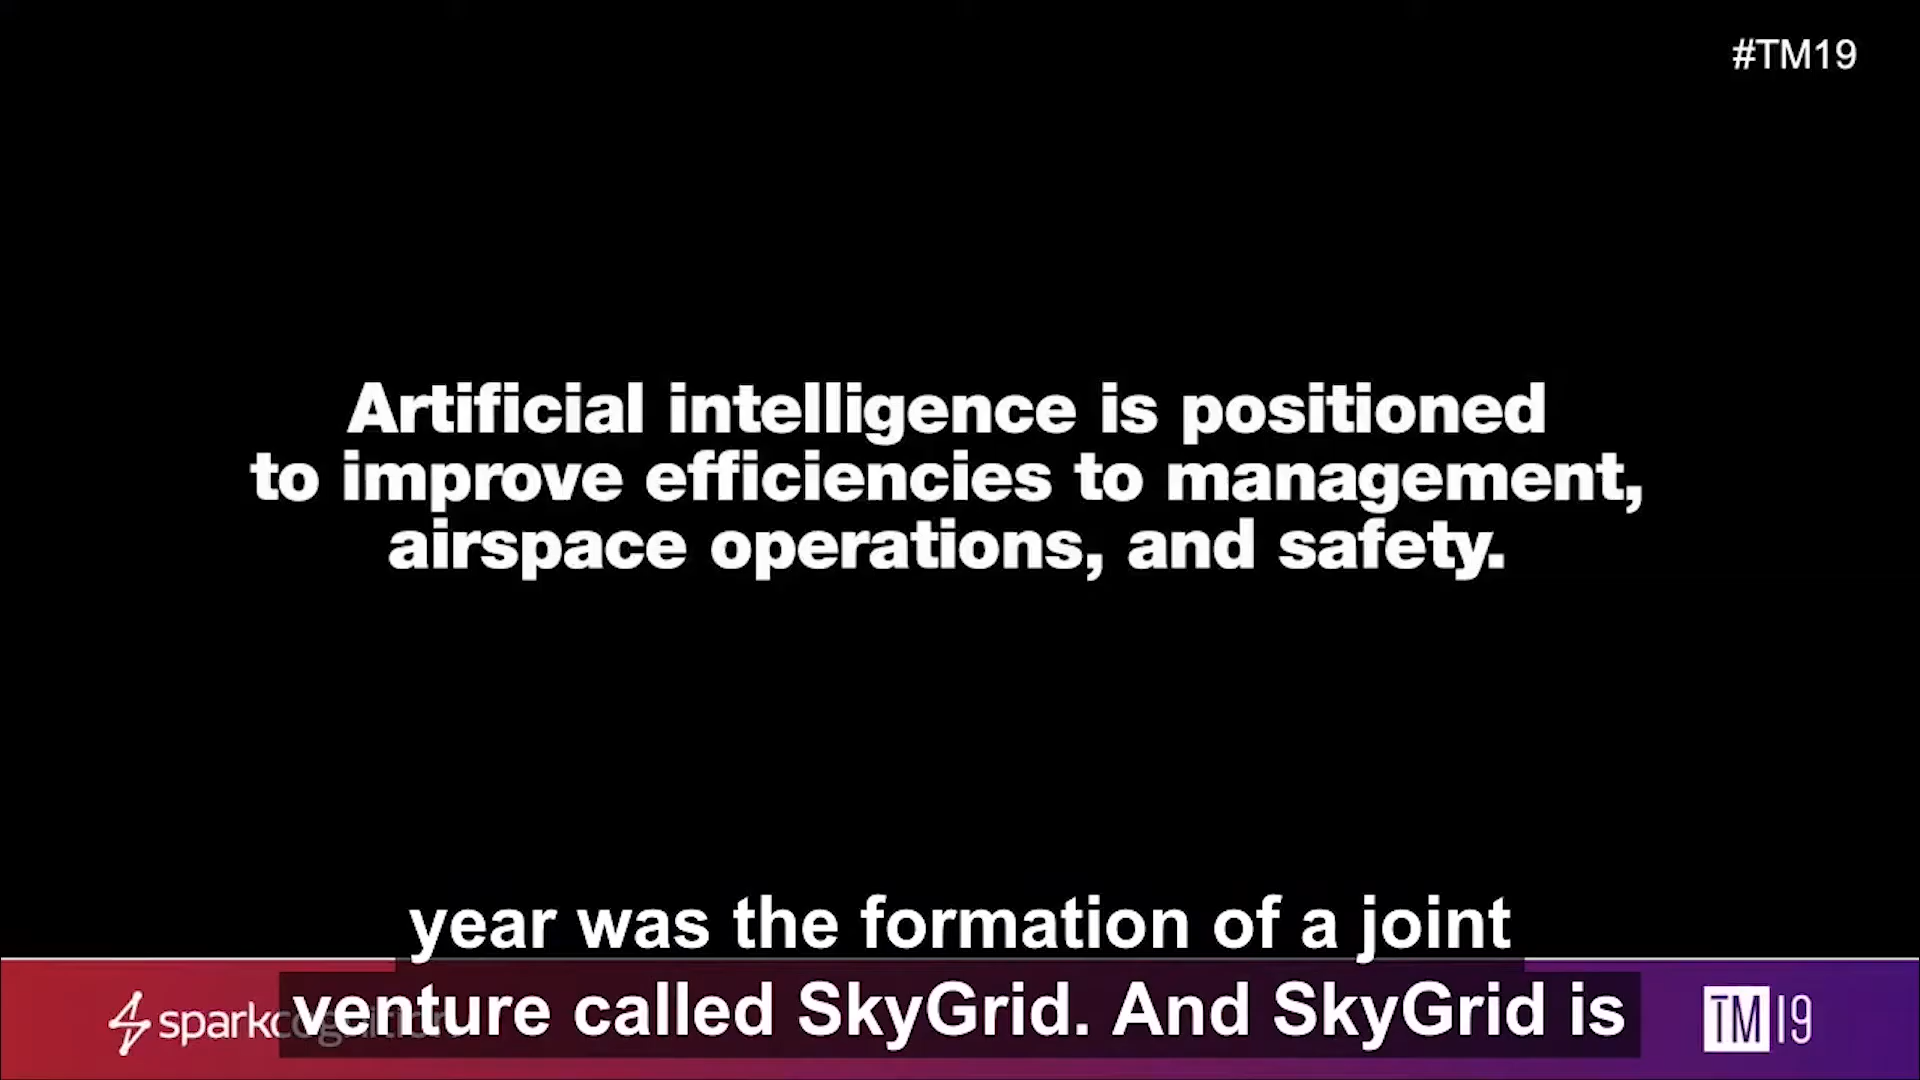 #TM19
Artificial intelligence is positioned
to improve efficiencies to management,
airspace operations, and safety.
year was the formation of a joint
venture called SkyGrid. And SkyGrid is
sparkcognition
TM19